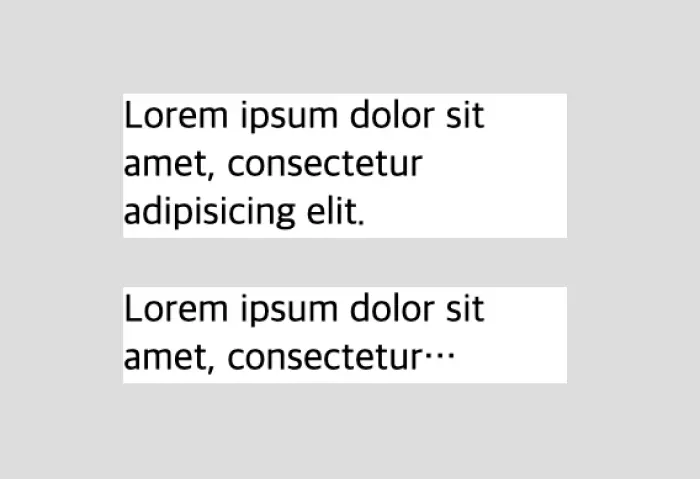 Lorem ipsum dolor sit
amet, consectetur
adipisicing elit.
Lorem ipsum dolor sit
amet, consectetur⋯